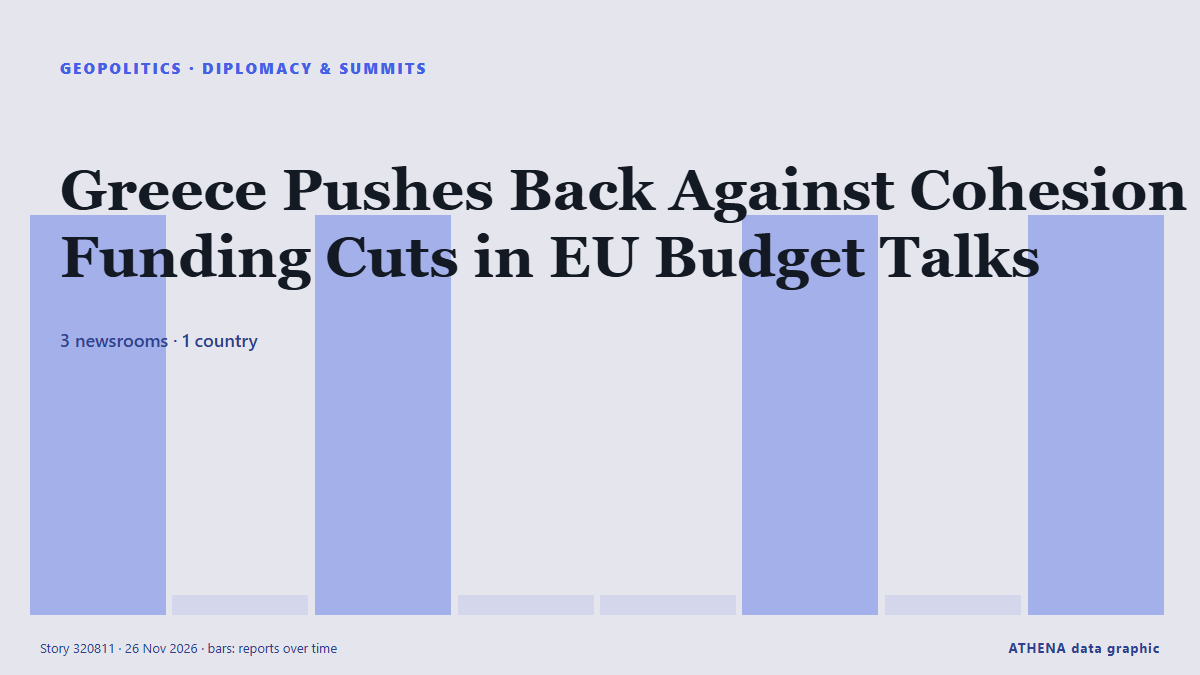 GEOPOLITICS · DIPLOMACY & SUMMITS
Greece Pushes Back Against Cohesion
Funding Cuts in EU Budget Talks
3 newsrooms · 1 country
Story 320811 · 26 Nov 2026 · bars: reports over time
ATHENA data graphic